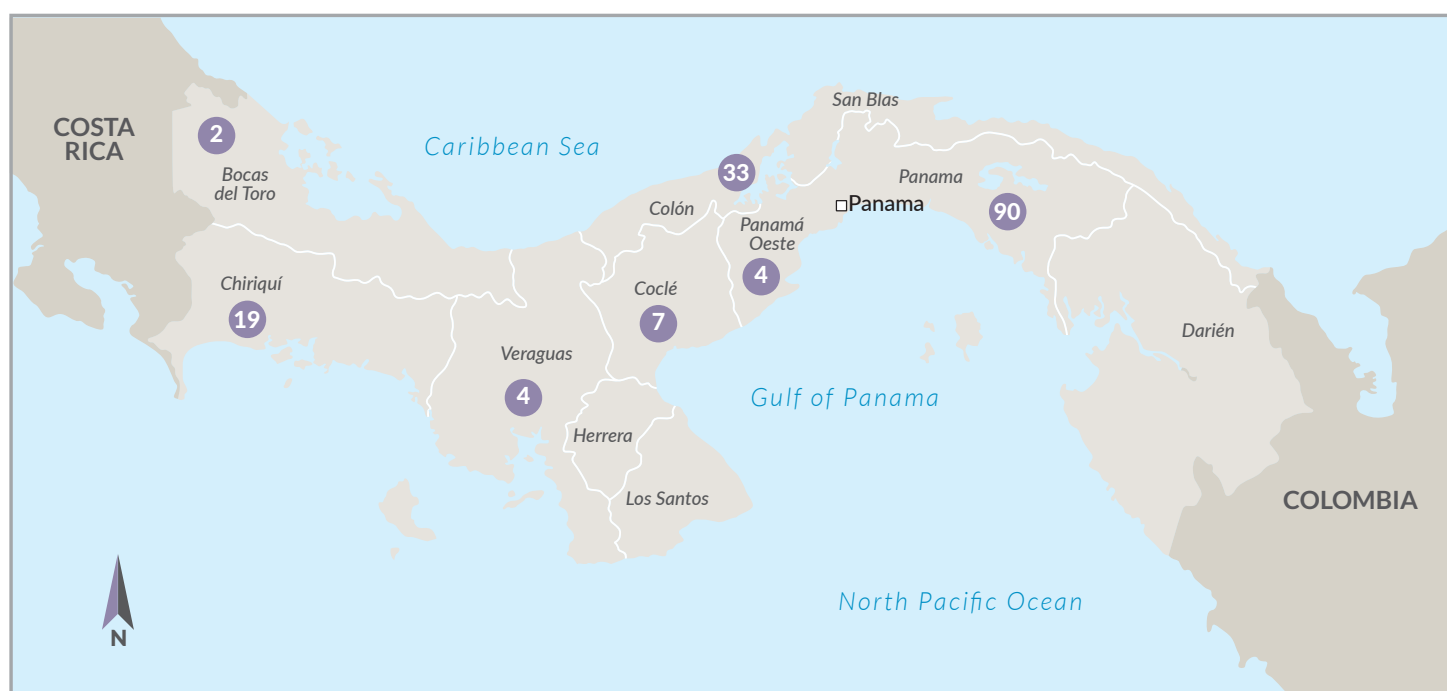 COSTA
RICA
2
Bocas
del Toro
Caribbean Sea
San Blas
33
Colón
Panama
Panama
90
Panamá
Oeste
4
Chiriquí
19
Coclé
7
Veraguas
4
Darién
Gulf of Panama
Herrera
Los Santos
COLOMBIA
North Pacific Ocean
N